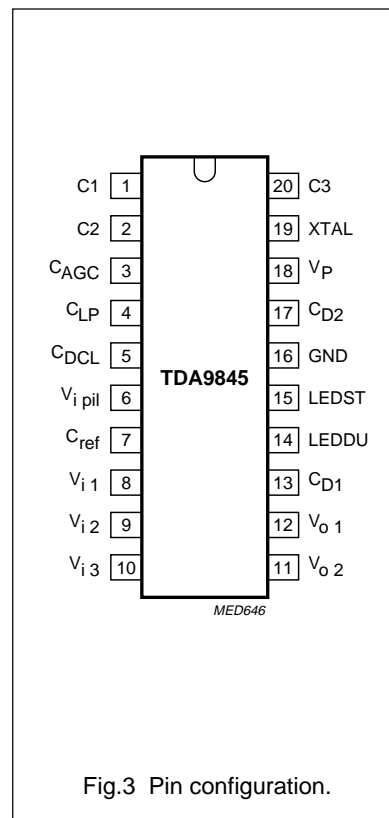 C1 1 20 C3
C2 2 19 XTAL
CAGC 3 18 VP
CLP 4 17 CD2
CDCL 5 16 GND
TDA9845
Vi pil 6 15 LEDST
Cref 7 14 LEDDU
Vi 1 8 13 CD1
Vi 2 9 12 Vo 1
Vi 3 10 11 Vo 2
MED646
Fig.3 Pin configuration.